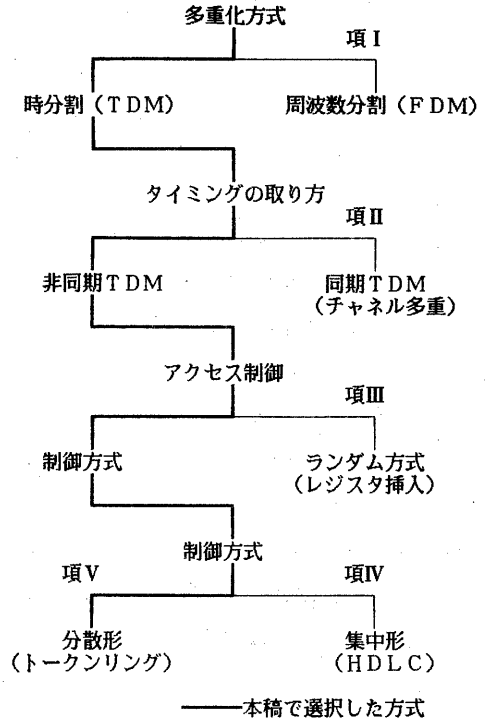 多重化方式
項Ⅰ
時分割(TDM)
周波数分割(FDM)
タイミングの取り方
項Ⅱ
非同期TDM
同期TDM
(チャネル多重)
アクセス制御
項Ⅲ
制御方式
ランダム方式
(レジスタ挿入)
制御方式
項Ⅴ
項Ⅳ
分散形
(トークンリング)
集中形
(HDLC)
本稿で選択した方式